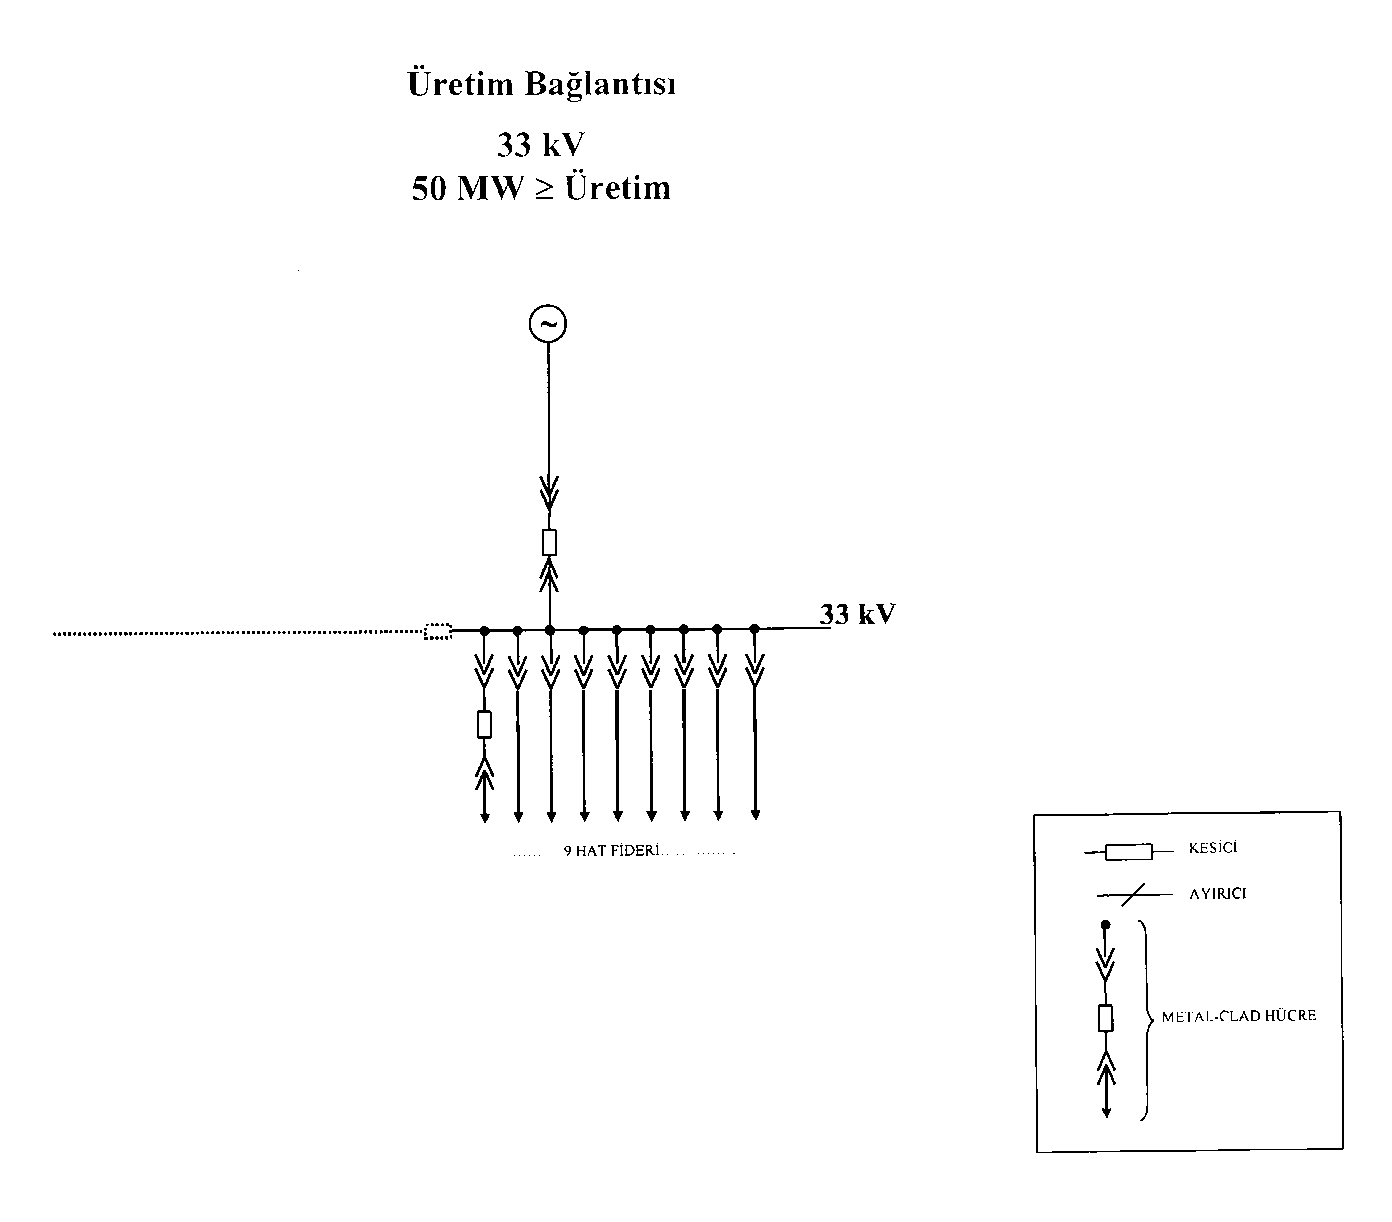 Üretim Bağlantısı
33 kV
50 MW ≥ Üretim
~
33 kV
...... 9 HAT FİDERİ..... ........
KESİCİ
AYIRICI
METAL-CLAD HÜCRE